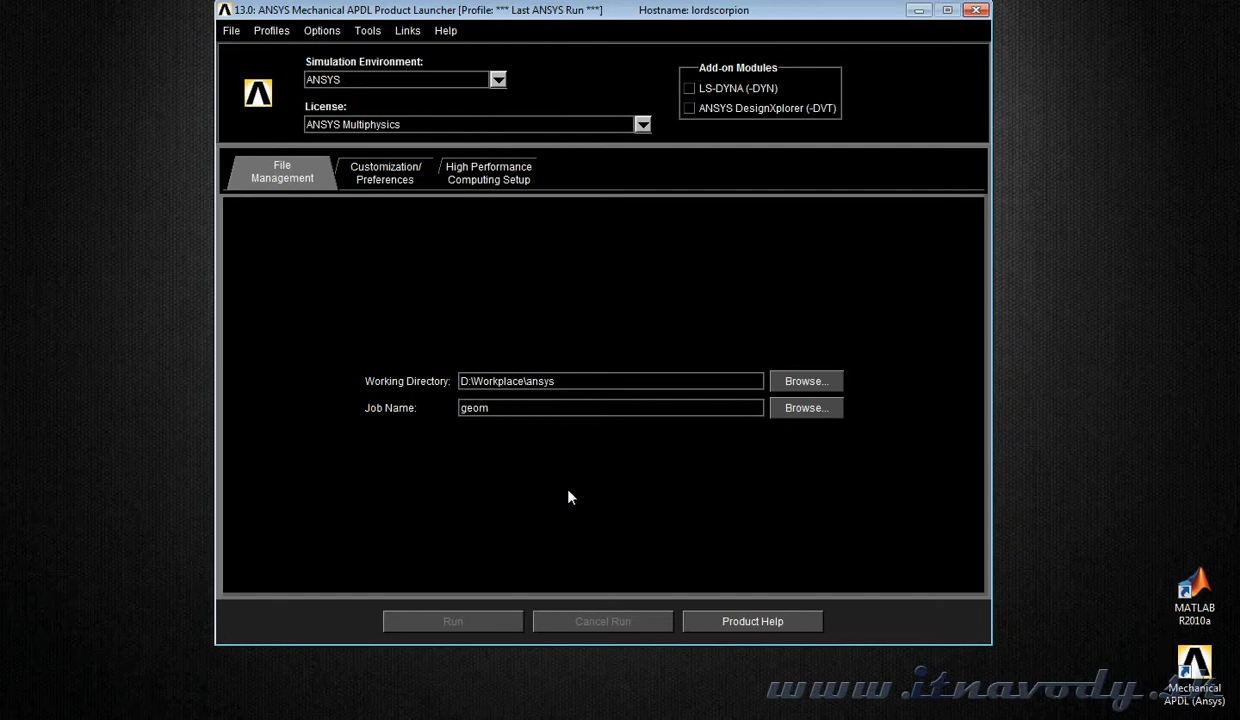 13.0: ANSYS Mechanical APDL Product Launcher [Profile: *** Last ANSYS Run ***] Hostname: lordscorpion
File Profiles Options Tools Links Help
Simulation Environment:
ANSYS
License:
ANSYS Multiphysics
Add-on Modules
LS-DYNA (-DYN)
ANSYS DesignXplorer (-DVT)
File
Management
Customization/
Preferences
High Performance
Computing Setup
Working Directory: D:\Workplace\ansys Browse...
Job Name: geom Browse...
Run Cancel Run Product Help
MATLAB
R2010a
Mechanical
APDL (Ansys)
www.itnavody.sk